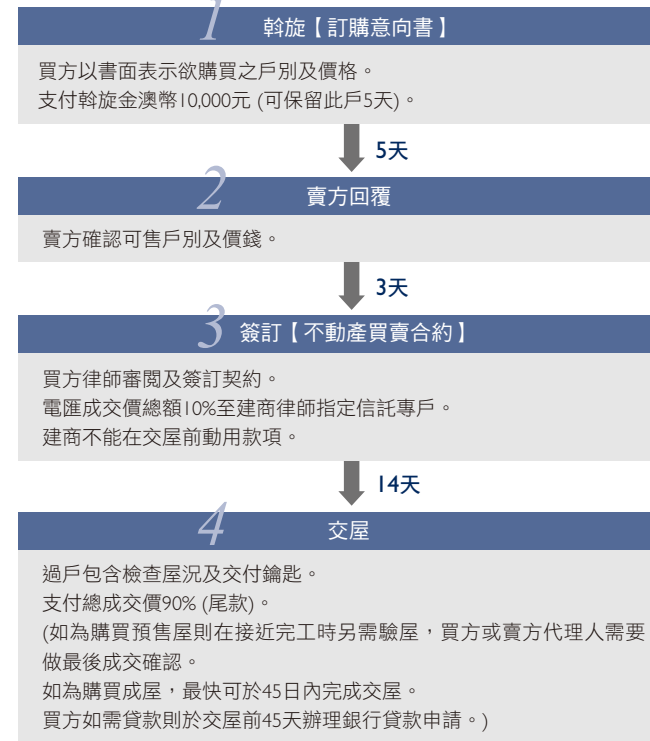 1 斡旋【訂購意向書】
買方以書面表示欲購買之戶別及價格。
支付斡旋金澳幣10,000元 (可保留此戶5天)。
5天
2 賣方回覆
賣方確認可售戶別及價錢。
3天
3 簽訂【不動產買賣合約】
買方律師審閱及簽訂契約。
電匯成交價總額10%至建商律師指定信託專戶。
建商不能在交屋前動用款項。
14天
4 交屋
過戶包含檢查屋況及交付鑰匙。
支付總成交價90% (尾款)。
(如為購買預售屋則在接近完工時另需驗屋，買方或賣方代理人需要
做最後成交確認。
如為購買成屋，最快可於45日內完成交屋。
買方如需貸款則於交屋前45天辦理銀行貸款申請。)